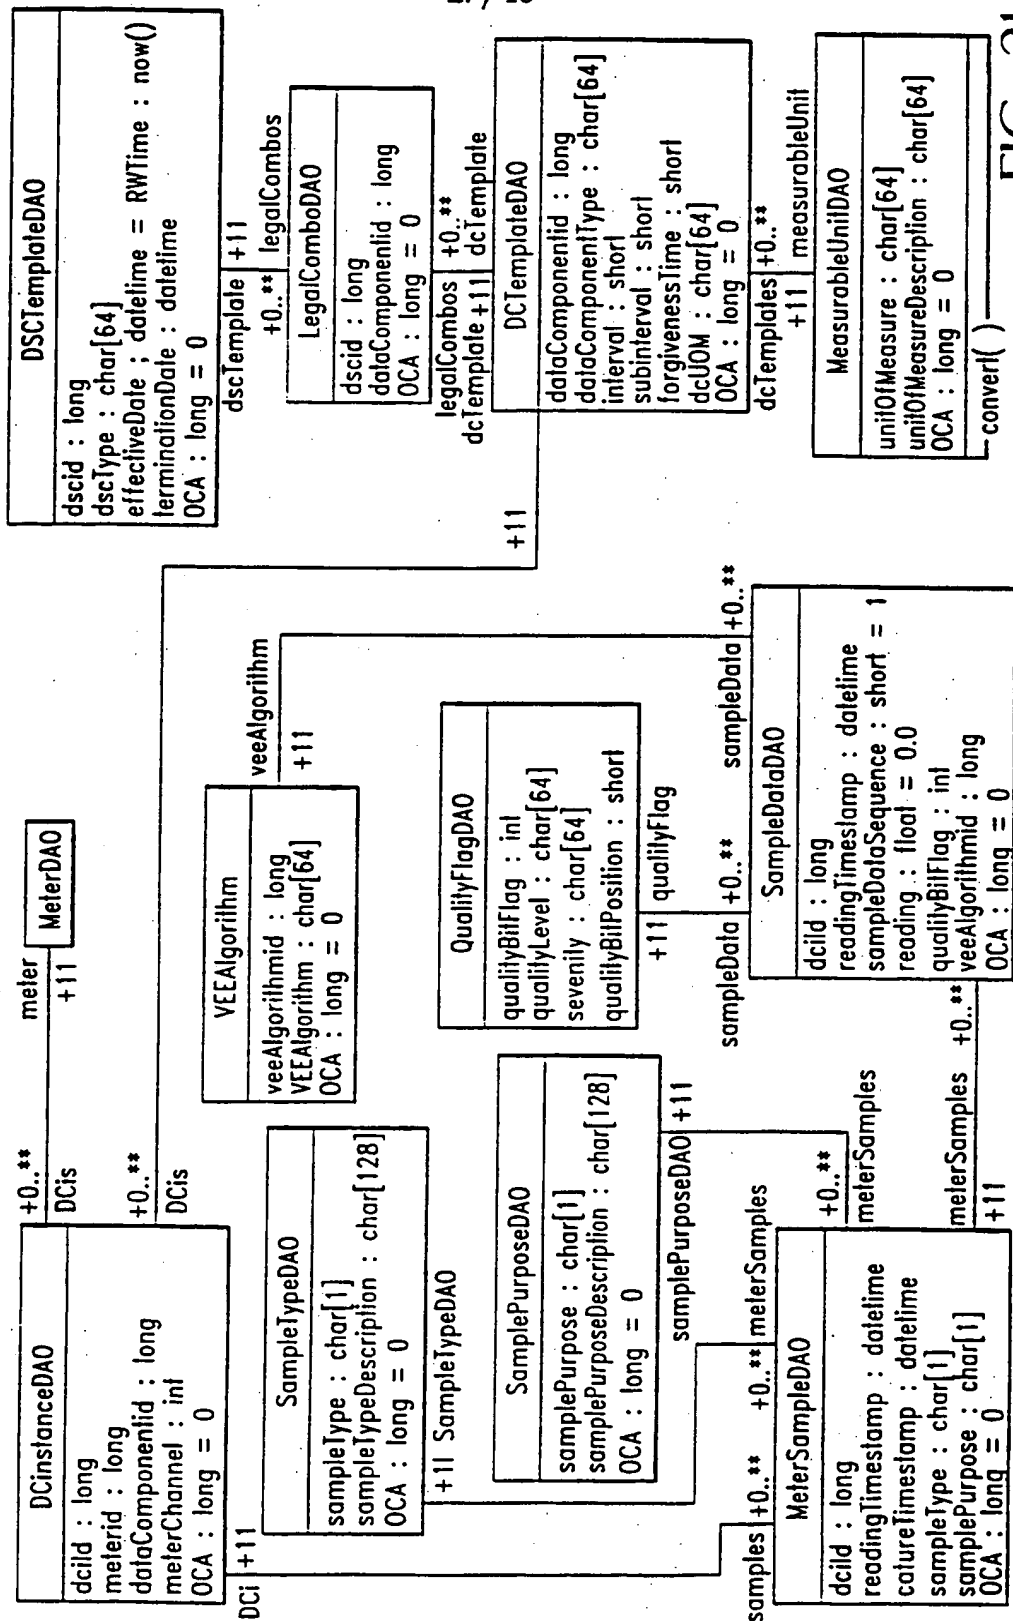 DCinstanceDAO
dciId : long
meterid : long
dataComponentid : long
meterChannel : int
OCA : long = 0
+0..**
DCis
meter
+11
MeterDAO
+0..**
DCis
+11
DCi
+11
DSCTemplateDAO
dscid : long
dscType : char[64]
effectiveDate ; datetime = RWTime : now()
terminationDate : datetime
OCA : long = 0
dscTemplate
+11
+0..**
legalCombos
LegalComboDAO
dscid : long
dataComponentid : long
OCA : long = 0
legalCombos
+0..**
dcTemplate +11
dcTemplate
DCTemplateDAO
dataComponentid : long
dataComponentType : char[64]
interval : short
subinterval : short
forgivenessTime : short
dcUOM : char[64]
OCA : long = 0
dcTemplates
+0..**
+11
measurableUnit
MeasurableUnitDAO
unitOfMeasure : char[64]
unitOfMeasureDescription : char[64]
OCA : long = 0
convert( )
VEEAlgorithm
veeAlgorithmid : long
VEEAlgorithm : char[64]
OCA : long = 0
veeAlgorithm
+11
SampleTypeDAO
sampleType : char[1]
sampleTypeDescription : char[128]
OCA : long = 0
+11 SampleTypeDAO
QualityFlagDAO
qualityBitFlag : int
qualityLevel : char[64]
sevenily : char[64]
qualityBitPosition : short
+11
qualityFlag
SamplePurposeDAO
samplePurpose : char[1]
samplePurposeDescription : char[128]
OCA : long = 0
samplePurposeDAO
+11
sampleData
+0..**
sampleData
+0..**
SampleDataDAO
dciId : long
readingTimestamp : datetime
sampleDataSequence : short = 1
reading : float = 0.0
qualityBitFlag : int
veeAlgorithmid : long
OCA : long = 0
samples
+0..**
+0..**
meterSamples
+0..**
meterSamples
MeterSampleDAO
dciId : long
readingTimestamp : datetime
catureTimestamp : datetime
sampleType : char[1]
samplePurpose : char[1]
OCA : long = 0
meterSamples
+0..**
+11